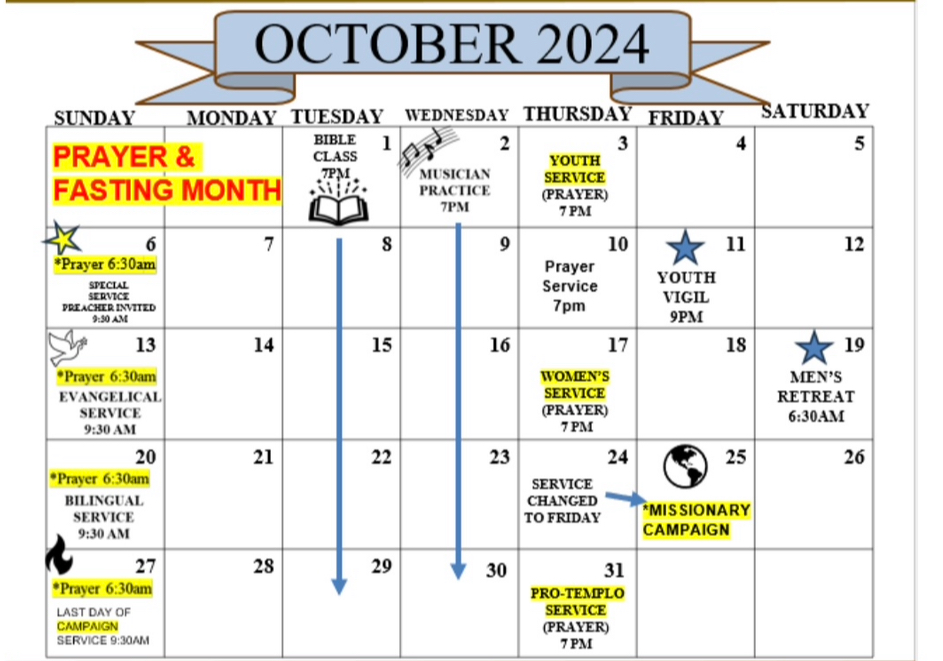 OCTOBER 2024
SUNDAY MONDAY TUESDAY WEDNESDAY THURSDAY FRIDAY SATURDAY
PRAYER &
FASTING MONTH
1
BIBLE
CLASS
7PM
2
MUSICIAN
PRACTICE
7PM
3
YOUTH
SERVICE
(PRAYER)
7 PM
4
5
6
*Prayer 6:30am
SPECIAL
SERVICE
PREACHER INVITED
9:30 AM
7
8
9
10
Prayer
Service
7pm
11
YOUTH
VIGIL
9PM
12
13
*Prayer 6:30am
EVANGELICAL
SERVICE
9:30 AM
14
15
16
17
WOMEN'S
SERVICE
(PRAYER)
7 PM
18
19
MEN'S
RETREAT
6:30AM
20
*Prayer 6:30am
BILINGUAL
SERVICE
9:30 AM
21
22
23
24
SERVICE
CHANGED
TO FRIDAY
25
*MISSIONARY
CAMPAIGN
26
27
*Prayer 6:30am
LAST DAY OF
CAMPAIGN
SERVICE 9:30AM
28
29
30
31
PRO-TEMPLO
SERVICE
(PRAYER)
7 PM